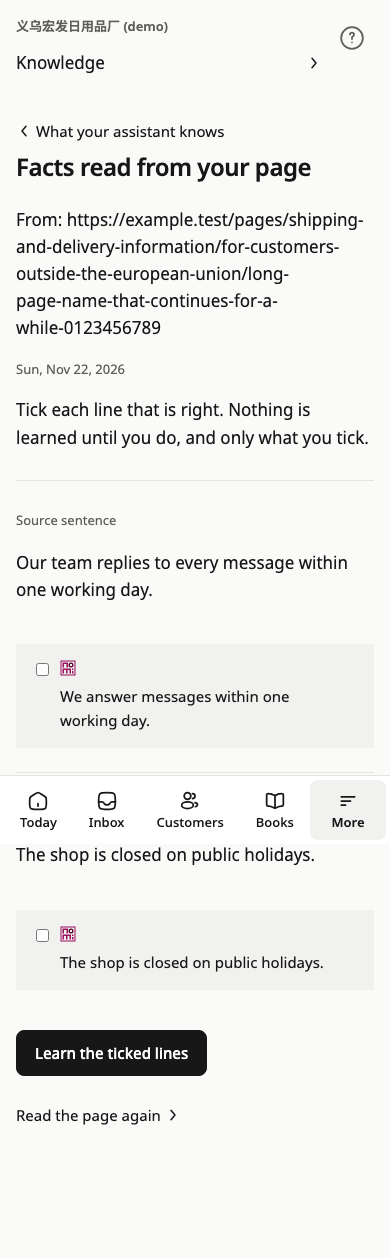 义乌宏发日用品厂 (demo)
Knowledge
What your assistant knows
Facts read from your page
From: https://example.test/pages/shipping-
and-delivery-information/for-customers-
outside-the-european-union/long-
page-name-that-continues-for-a-
while-0123456789
Sun, Nov 22, 2026
Tick each line that is right. Nothing is
learned until you do, and only what you tick.
Source sentence
Our team replies to every message within
one working day.
We answer messages within one
working day.
Today
Inbox
Customers
Books
More
The shop is closed on public holidays.
The shop is closed on public holidays.
Learn the ticked lines
Read the page again